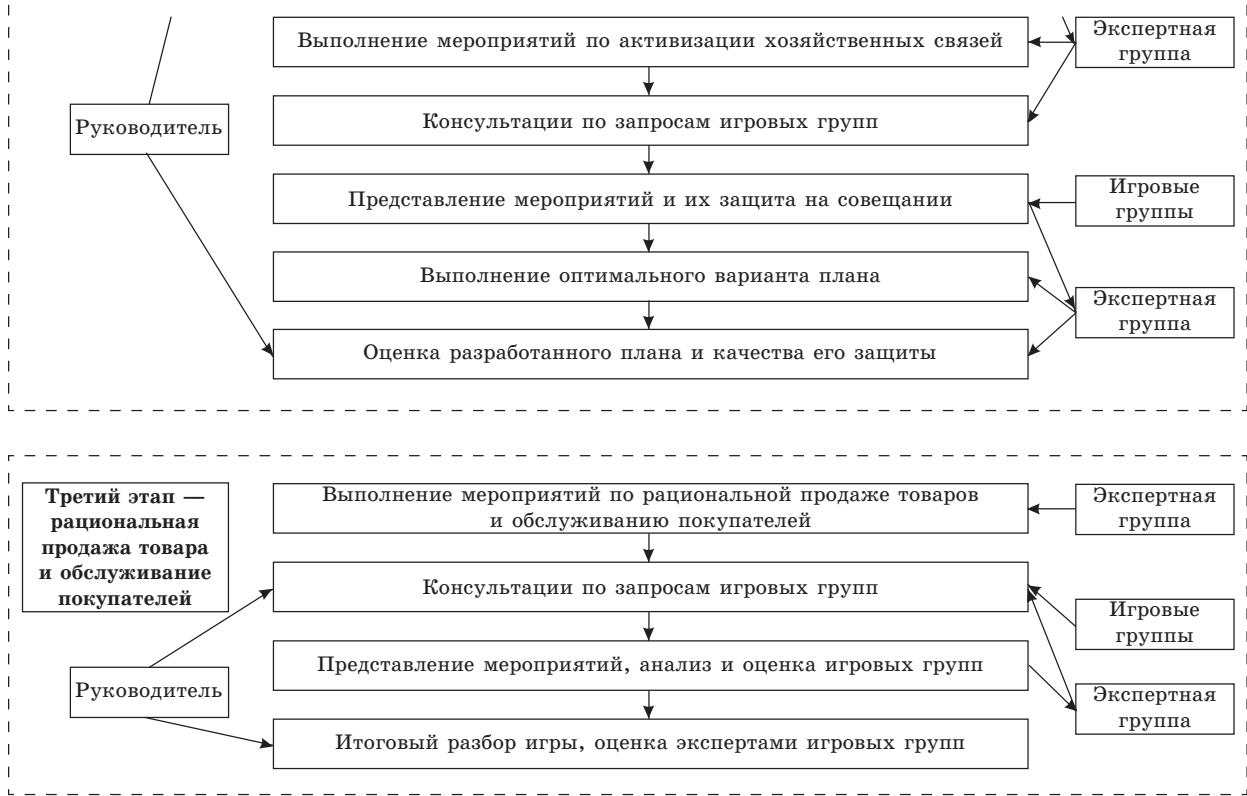 Выполнение мероприятий по активизации хозяйственных связей
Экспертная
группа
Руководитель
Консультации по запросам игровых групп
Представление мероприятий и их защита на совещании
Игровые
группы
Выполнение оптимального варианта плана
Экспертная
группа
Оценка разработанного плана и качества его защиты
Третий этап —
рациональная
продажа товара
и обслуживание
покупателей
Выполнение мероприятий по рациональной продаже товаров
и обслуживанию покупателей
Экспертная
группа
Консультации по запросам игровых групп
Игровые
группы
Представление мероприятий, анализ и оценка игровых групп
Руководитель
Экспертная
группа
Итоговый разбор игры, оценка экспертами игровых групп